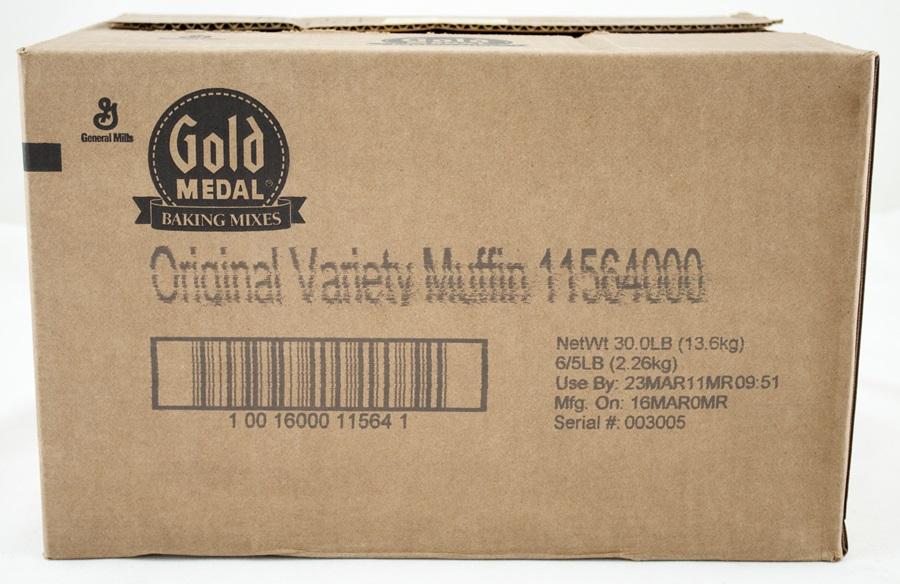 General Mills
Gold
MEDAL®
BAKING MIXES
Original Variety Muffin 11564000
1 00 16000 11564 1
NetWt 30.0LB (13.6kg)
6/5LB (2.26kg)
Use By: 23MAR11MR09:51
Mfg. On: 16MAR0MR
Serial #: 003005